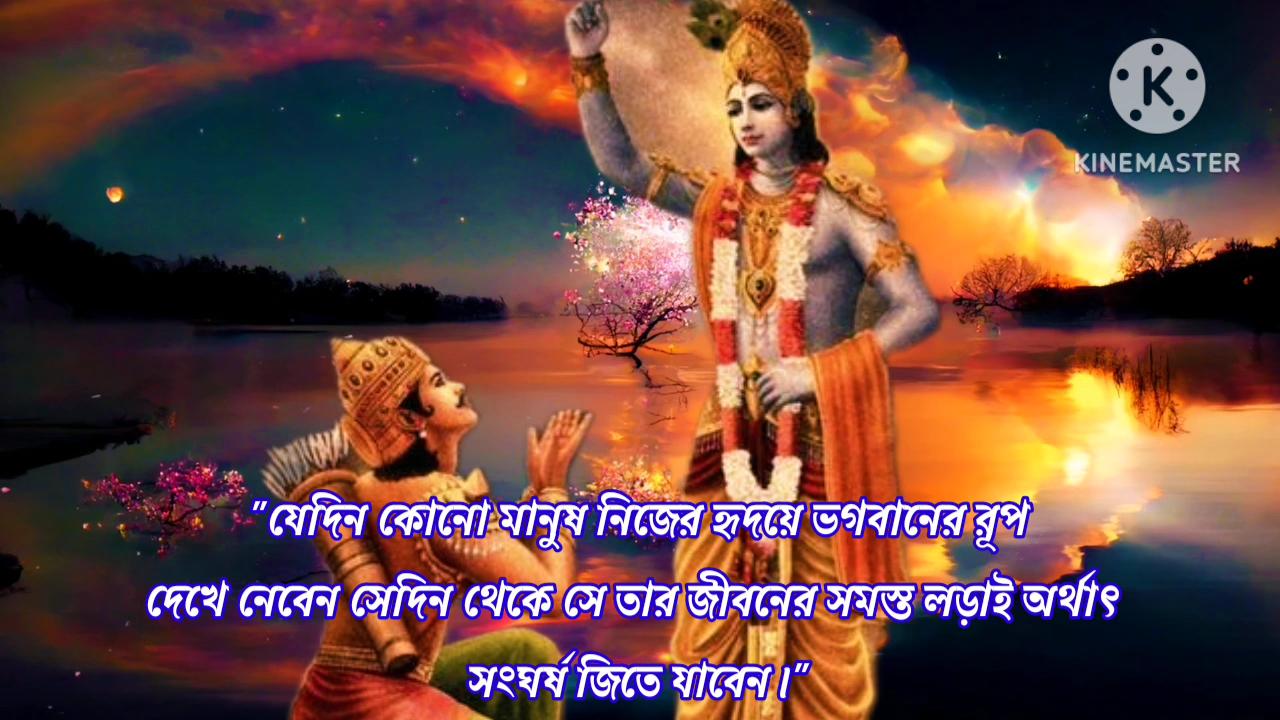 KINEMASTER
"যেদিন কোনো মানুষ নিজের হৃদয়ে ভগবানের রূপ
দেখে নেবেন সেদিন থেকে সে তার জীবনের সমস্ত লড়াই অর্থাৎ
সংঘর্ষ জিতে যাবেন।"